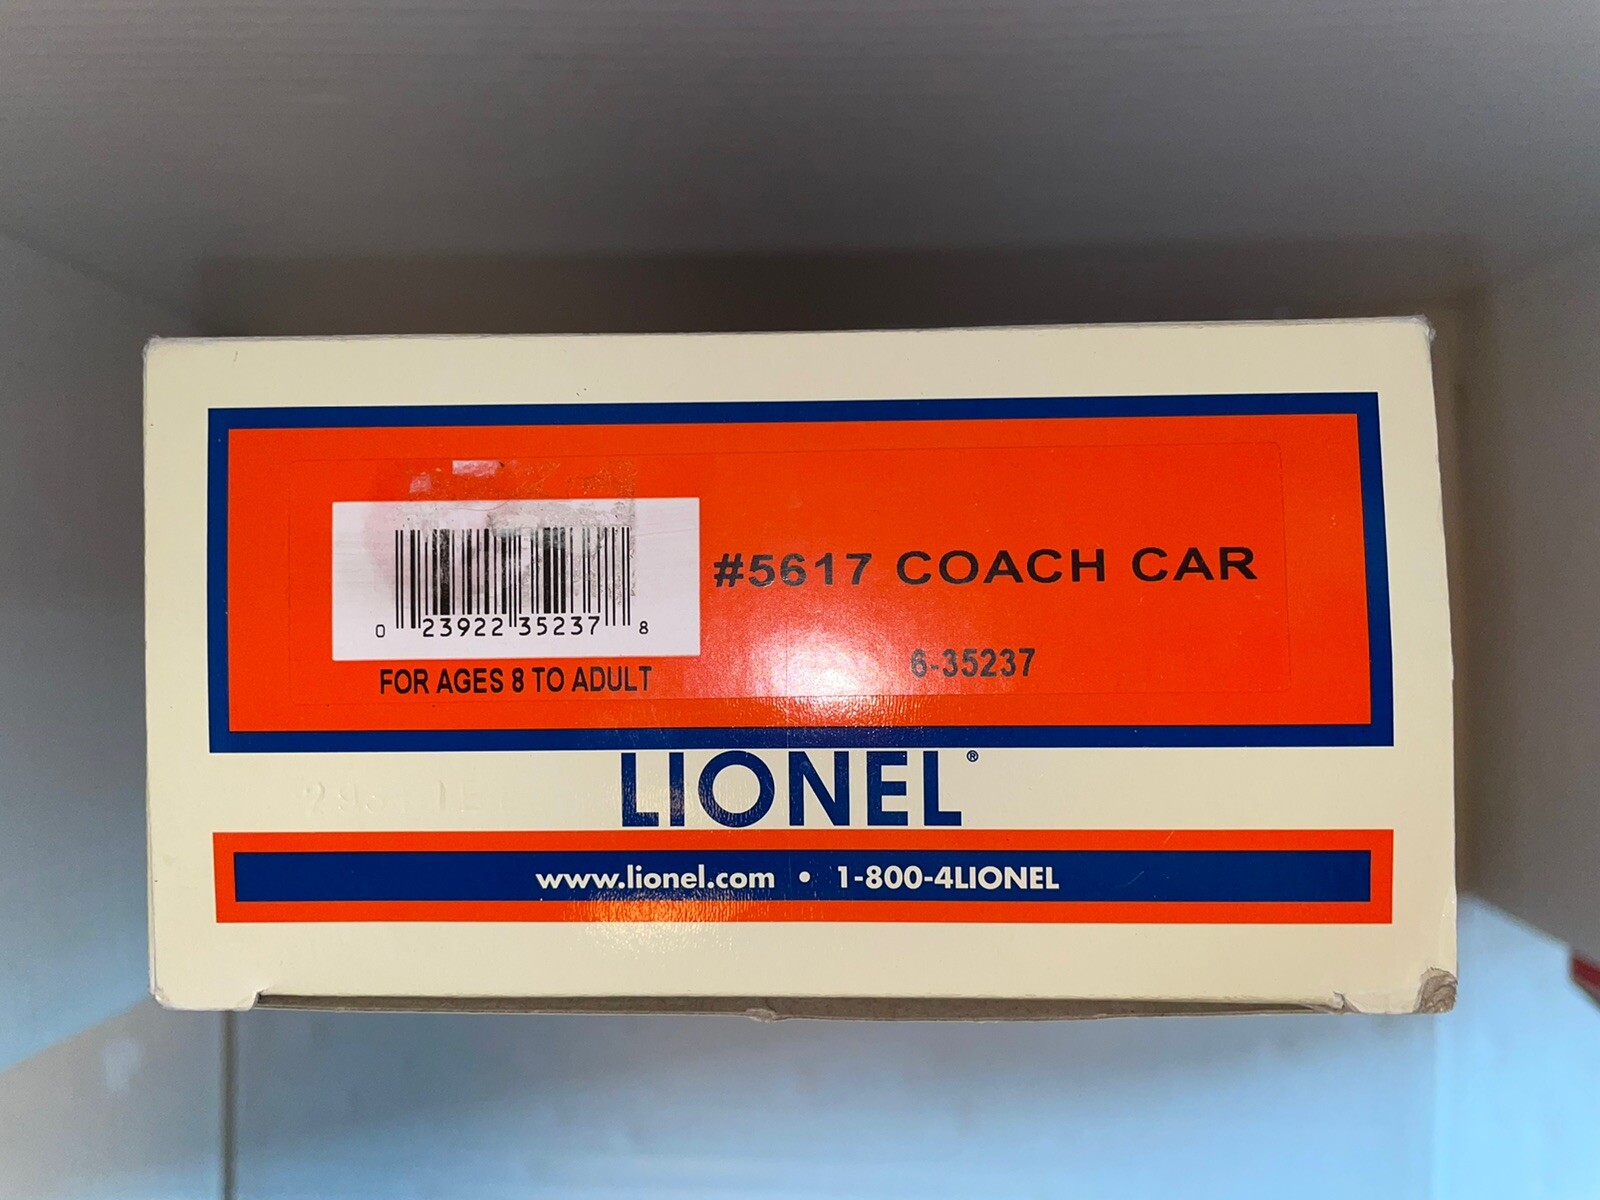 #5617 COACH CAR
0 23922 35237 8
6-35237
FOR AGES 8 TO ADULT
LIONEL®
www.lionel.com • 1-800-4LIONEL